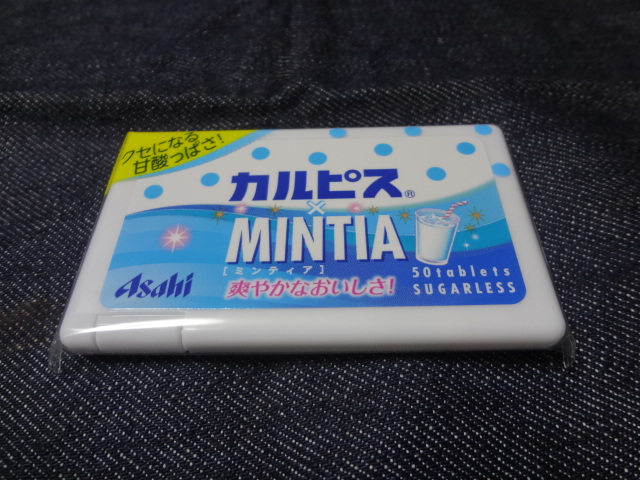 クセになる
甘酸っぱさ!
カルピス®
×
MINTIA
[ミンティア]
爽やかなおいしさ!
Asahi
50tablets
SUGARLESS